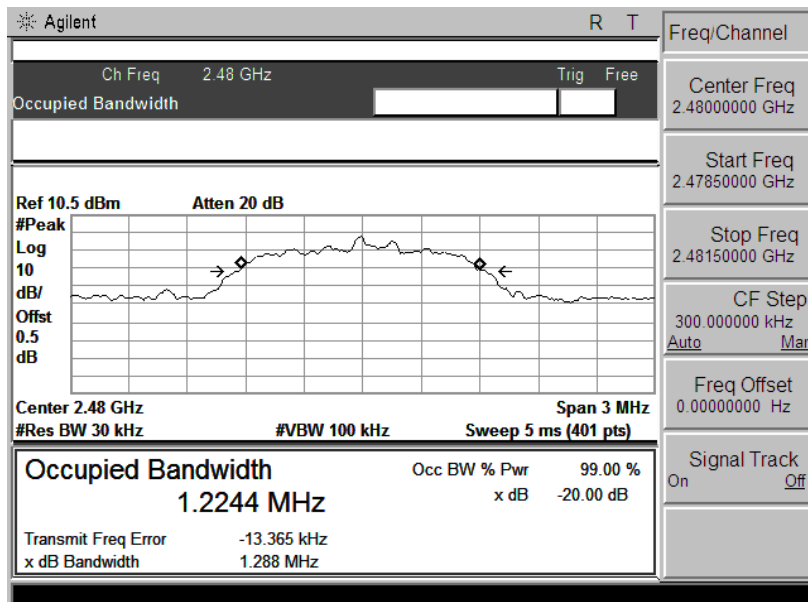 Agilent R T
Ch Freq 2.48 GHz Trig Free
Occupied Bandwidth
Ref 10.5 dBm Atten 20 dB
#Peak
Log
10
dB/
Offst
0.5
dB
Center 2.48 GHz Span 3 MHz
#Res BW 30 kHz #VBW 100 kHz Sweep 5 ms (401 pts)
Occupied Bandwidth Occ BW % Pwr 99.00 %
1.2244 MHz x dB -20.00 dB
Transmit Freq Error -13.365 kHz
x dB Bandwidth 1.288 MHz
Freq/Channel
Center Freq
2.48000000 GHz
Start Freq
2.47850000 GHz
Stop Freq
2.48150000 GHz
CF Step
300.000000 kHz
Auto Man
Freq Offset
0.00000000 Hz
Signal Track
On Off